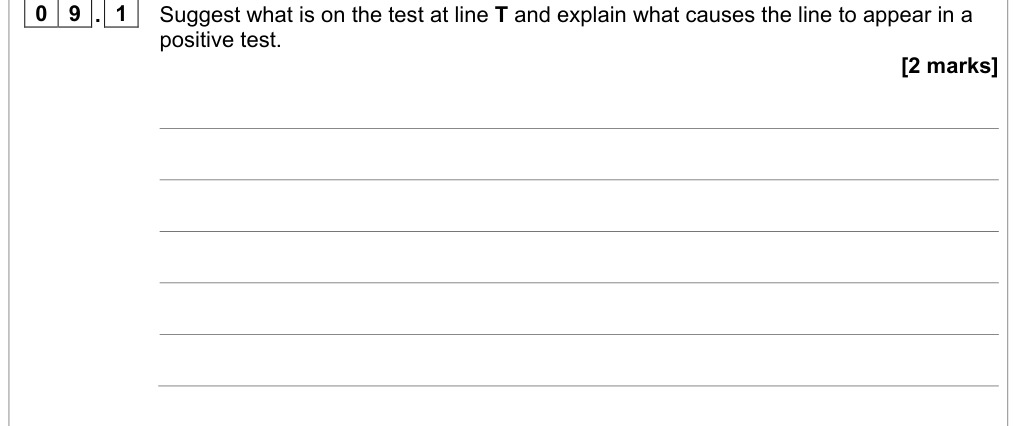 0 9 . 1 Suggest what is on the test at line T and explain what causes the line to appear in a
positive test.
[2 marks]